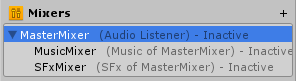 Mixers +
MasterMixer (Audio Listener) - Inactive
MusicMixer (Music of MasterMixer) - Inactive
SFxMixer (SFx of MasterMixer) - Inactive